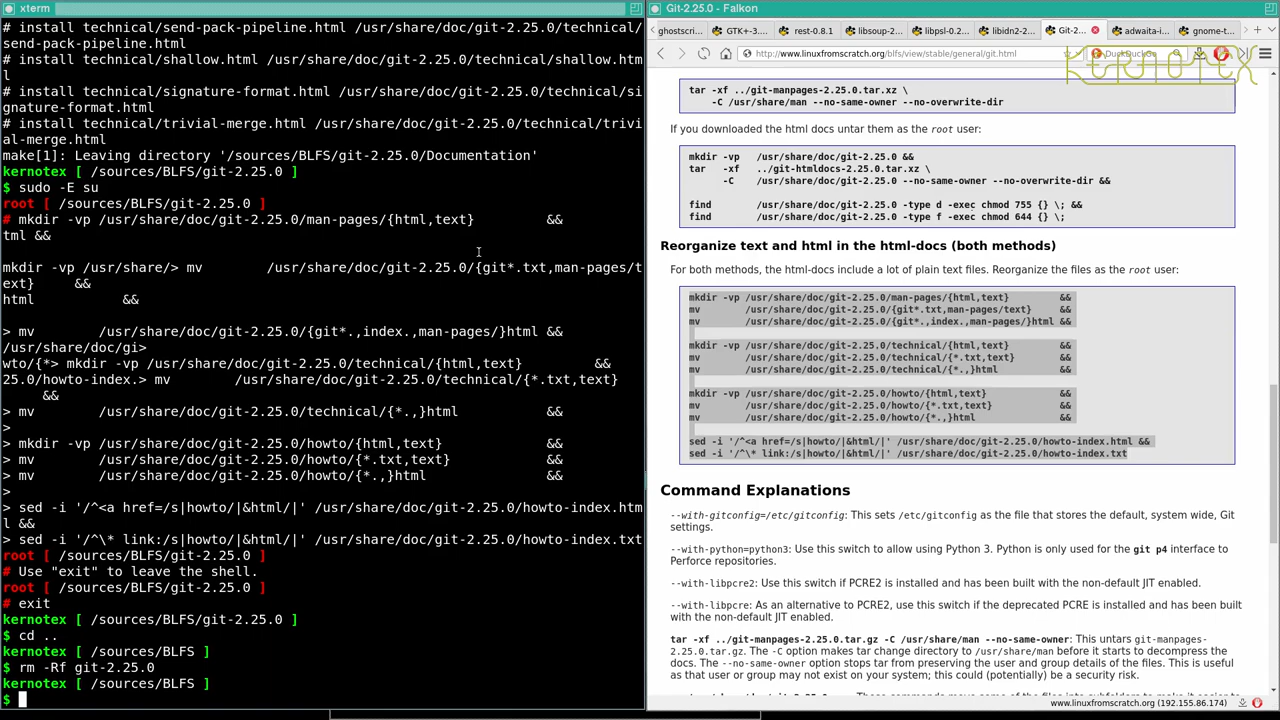 xterm
# install technical/send-pack-pipeline.html /usr/share/doc/git-2.25.0/technical/
send-pack-pipeline.html
# install technical/shallow.html /usr/share/doc/git-2.25.0/technical/shallow.htm
l
# install technical/signature-format.html /usr/share/doc/git-2.25.0/technical/si
gnature-format.html
# install technical/trivial-merge.html /usr/share/doc/git-2.25.0/technical/trivi
al-merge.html
make[1]: Leaving directory '/sources/BLFS/git-2.25.0/Documentation'
kernotex [ /sources/BLFS/git-2.25.0 ]
$ sudo -E su
root [ /sources/BLFS/git-2.25.0 ]
# mkdir -vp /usr/share/doc/git-2.25.0/man-pages/{html,text}         &&
tml &&
mkdir -vp /usr/share/> mv        /usr/share/doc/git-2.25.0/{git*.txt,man-pages/t
ext}     &&
html           &&
> mv        /usr/share/doc/git-2.25.0/{git*.,index.,man-pages/}html &&
/usr/share/doc/gi>
wto/{*> mkdir -vp /usr/share/doc/git-2.25.0/technical/{html,text}         &&
25.0/howto-index.> mv        /usr/share/doc/git-2.25.0/technical/{*.txt,text}
     &&
> mv        /usr/share/doc/git-2.25.0/technical/{*.,}html           &&
>
> mkdir -vp /usr/share/doc/git-2.25.0/howto/{html,text}             &&
> mv        /usr/share/doc/git-2.25.0/howto/{*.txt,text}            &&
> mv        /usr/share/doc/git-2.25.0/howto/{*.,}html               &&
>
> sed -i '/^<a href=/s|howto/|&html/|' /usr/share/doc/git-2.25.0/howto-index.htm
l &&
> sed -i '/^\* link:/s|howto/|&html/|' /usr/share/doc/git-2.25.0/howto-index.txt
root [ /sources/BLFS/git-2.25.0 ]
# Use "exit" to leave the shell.
root [ /sources/BLFS/git-2.25.0 ]
# exit
kernotex [ /sources/BLFS/git-2.25.0 ]
$ cd ..
kernotex [ /sources/BLFS ]
$ rm -Rf git-2.25.0
kernotex [ /sources/BLFS ]
$
Git-2.25.0 - Falkon
ghostscri... GTK+-3.... rest-0.8.1 libsoup-2... libpsl-0.2... libidn2-2... Git-2... adwaita-i... gnome-t...
http://www.linuxfromscratch.org/blfs/view/stable/general/git.html DuckDuckGo
KERNOTEX
tar -xf ../git-manpages-2.25.0.tar.xz \
    -C /usr/share/man --no-same-owner --no-overwrite-dir
If you downloaded the html docs untar them as the root user:
mkdir -vp   /usr/share/doc/git-2.25.0 &&
tar   -xf   ../git-htmldocs-2.25.0.tar.xz \
      -C    /usr/share/doc/git-2.25.0 --no-same-owner --no-overwrite-dir &&
find        /usr/share/doc/git-2.25.0 -type d -exec chmod 755 {} \; &&
find        /usr/share/doc/git-2.25.0 -type f -exec chmod 644 {} \;
Reorganize text and html in the html-docs (both methods)
For both methods, the html-docs include a lot of plain text files. Reorganize the files as the root user:
mkdir -vp /usr/share/doc/git-2.25.0/man-pages/{html,text}         &&
mv        /usr/share/doc/git-2.25.0/{git*.txt,man-pages/text}     &&
mv        /usr/share/doc/git-2.25.0/{git*.,index.,man-pages/}html &&
mkdir -vp /usr/share/doc/git-2.25.0/technical/{html,text}         &&
mv        /usr/share/doc/git-2.25.0/technical/{*.txt,text}        &&
mv        /usr/share/doc/git-2.25.0/technical/{*.,}html           &&
mkdir -vp /usr/share/doc/git-2.25.0/howto/{html,text}             &&
mv        /usr/share/doc/git-2.25.0/howto/{*.txt,text}            &&
mv        /usr/share/doc/git-2.25.0/howto/{*.,}html               &&
sed -i '/^<a href=/s|howto/|&html/|' /usr/share/doc/git-2.25.0/howto-index.html &&
sed -i '/^\* link:/s|howto/|&html/|' /usr/share/doc/git-2.25.0/howto-index.txt
Command Explanations
--with-gitconfig=/etc/gitconfig: This sets /etc/gitconfig as the file that stores the default, system wide, Git
settings.
--with-python=python3: Use this switch to allow using Python 3. Python is only used for the git p4 interface to
Perforce repositories.
--with-libpcre2: Use this switch if PCRE2 is installed and has been built with the non-default JIT enabled.
--with-libpcre: As an alternative to PCRE2, use this switch if the deprecated PCRE is installed and has been built
with the non-default JIT enabled.
tar -xf ../git-manpages-2.25.0.tar.gz -C /usr/share/man --no-same-owner: This untars git-manpages-
2.25.0.tar.gz. The -C option makes tar change directory to /usr/share/man before it starts to decompress the
docs. The --no-same-owner option stops tar from preserving the user and group details of the files. This is useful
as that user or group may not exist on your system; this could (potentially) be a security risk.
www.linuxfromscratch.org (192.155.86.174)